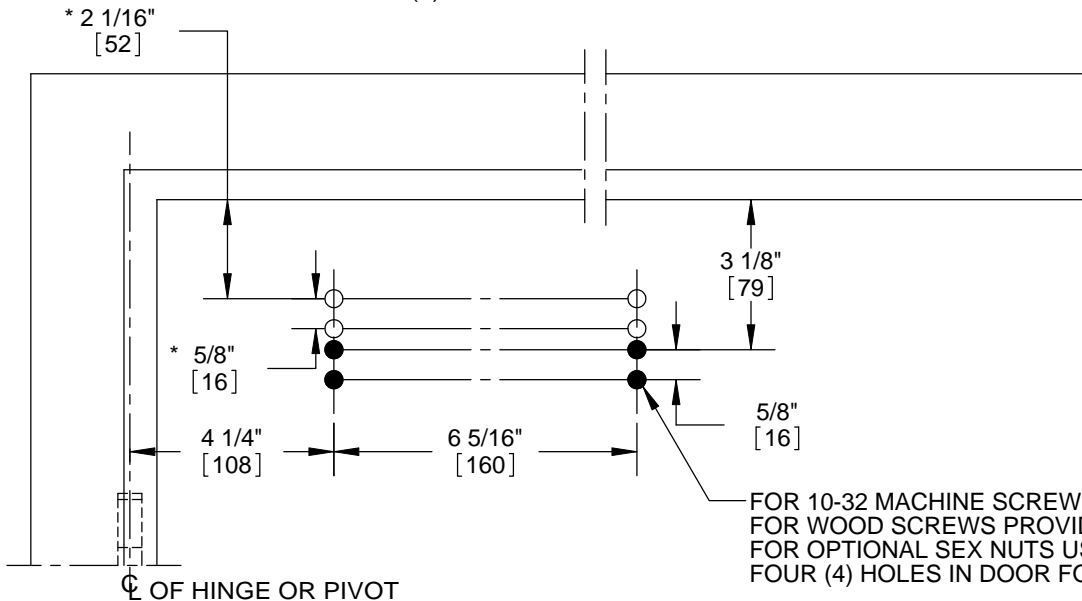 * 2 1/16"
[52]
3 1/8"
[79]
* 5/8"
[16]
5/8"
[16]
4 1/4"
[108]
6 5/16"
[160]
FOR 10-32 MACHINE SCREW
FOR WOOD SCREWS
FOR OPTIONAL SEX NUTS
FOUR (4) HOLES IN DOOR
℄ OF HINGE OR PIVOT